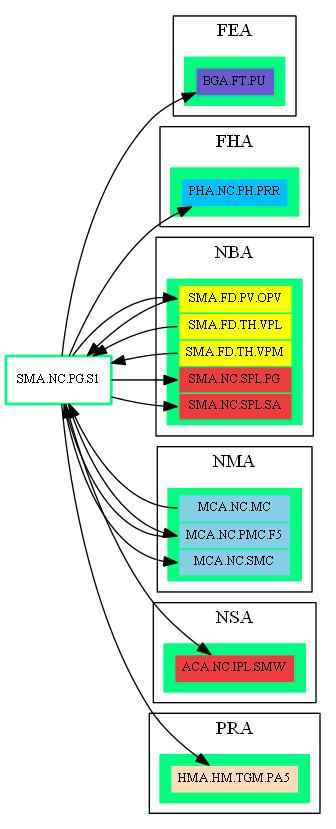 FEA
BGA.FT.PU
FHA
PHA.NC.PH.PRR
NBA
SMA.FD.PV.OPV
SMA.FD.TH.VPL
SMA.FD.TH.VPM
SMA.NC.PG.S1
SMA.NC.SPL.PG
SMA.NC.SPL.SA
NMA
MCA.NC.MC
MCA.NC.PMC.F5
MCA.NC.SMC
NSA
ACA.NC.IPL.SMW
PRA
HMA.HM.TGM.PA5